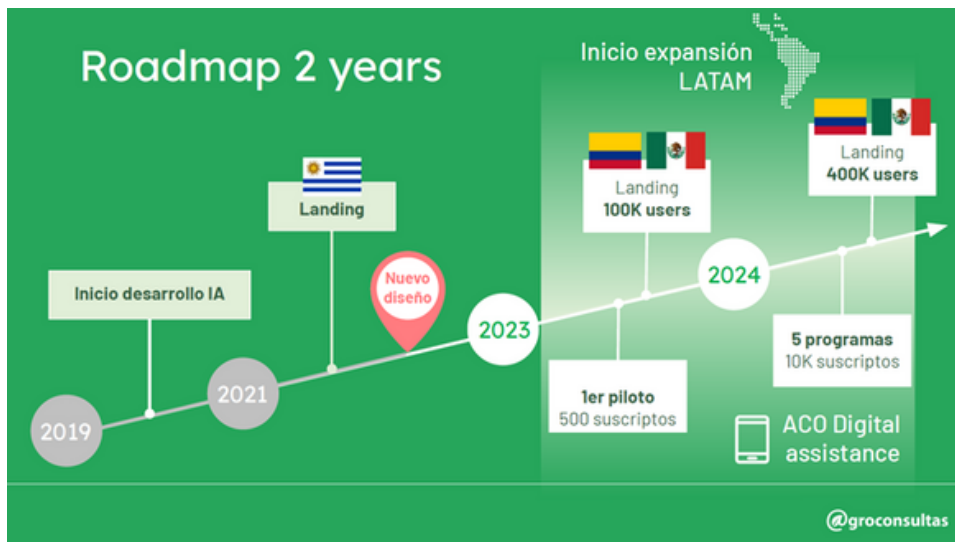 Roadmap 2 years
Inicio expansión
LATAM
Landing
400K users
Landing
100K users
Landing
Nuevo
diseño
Inicio desarrollo IA
2024
2023
2021
2019
5 programas
10K suscriptos
1er piloto
500 suscriptos
ACO Digital
assistance
@groconsultas